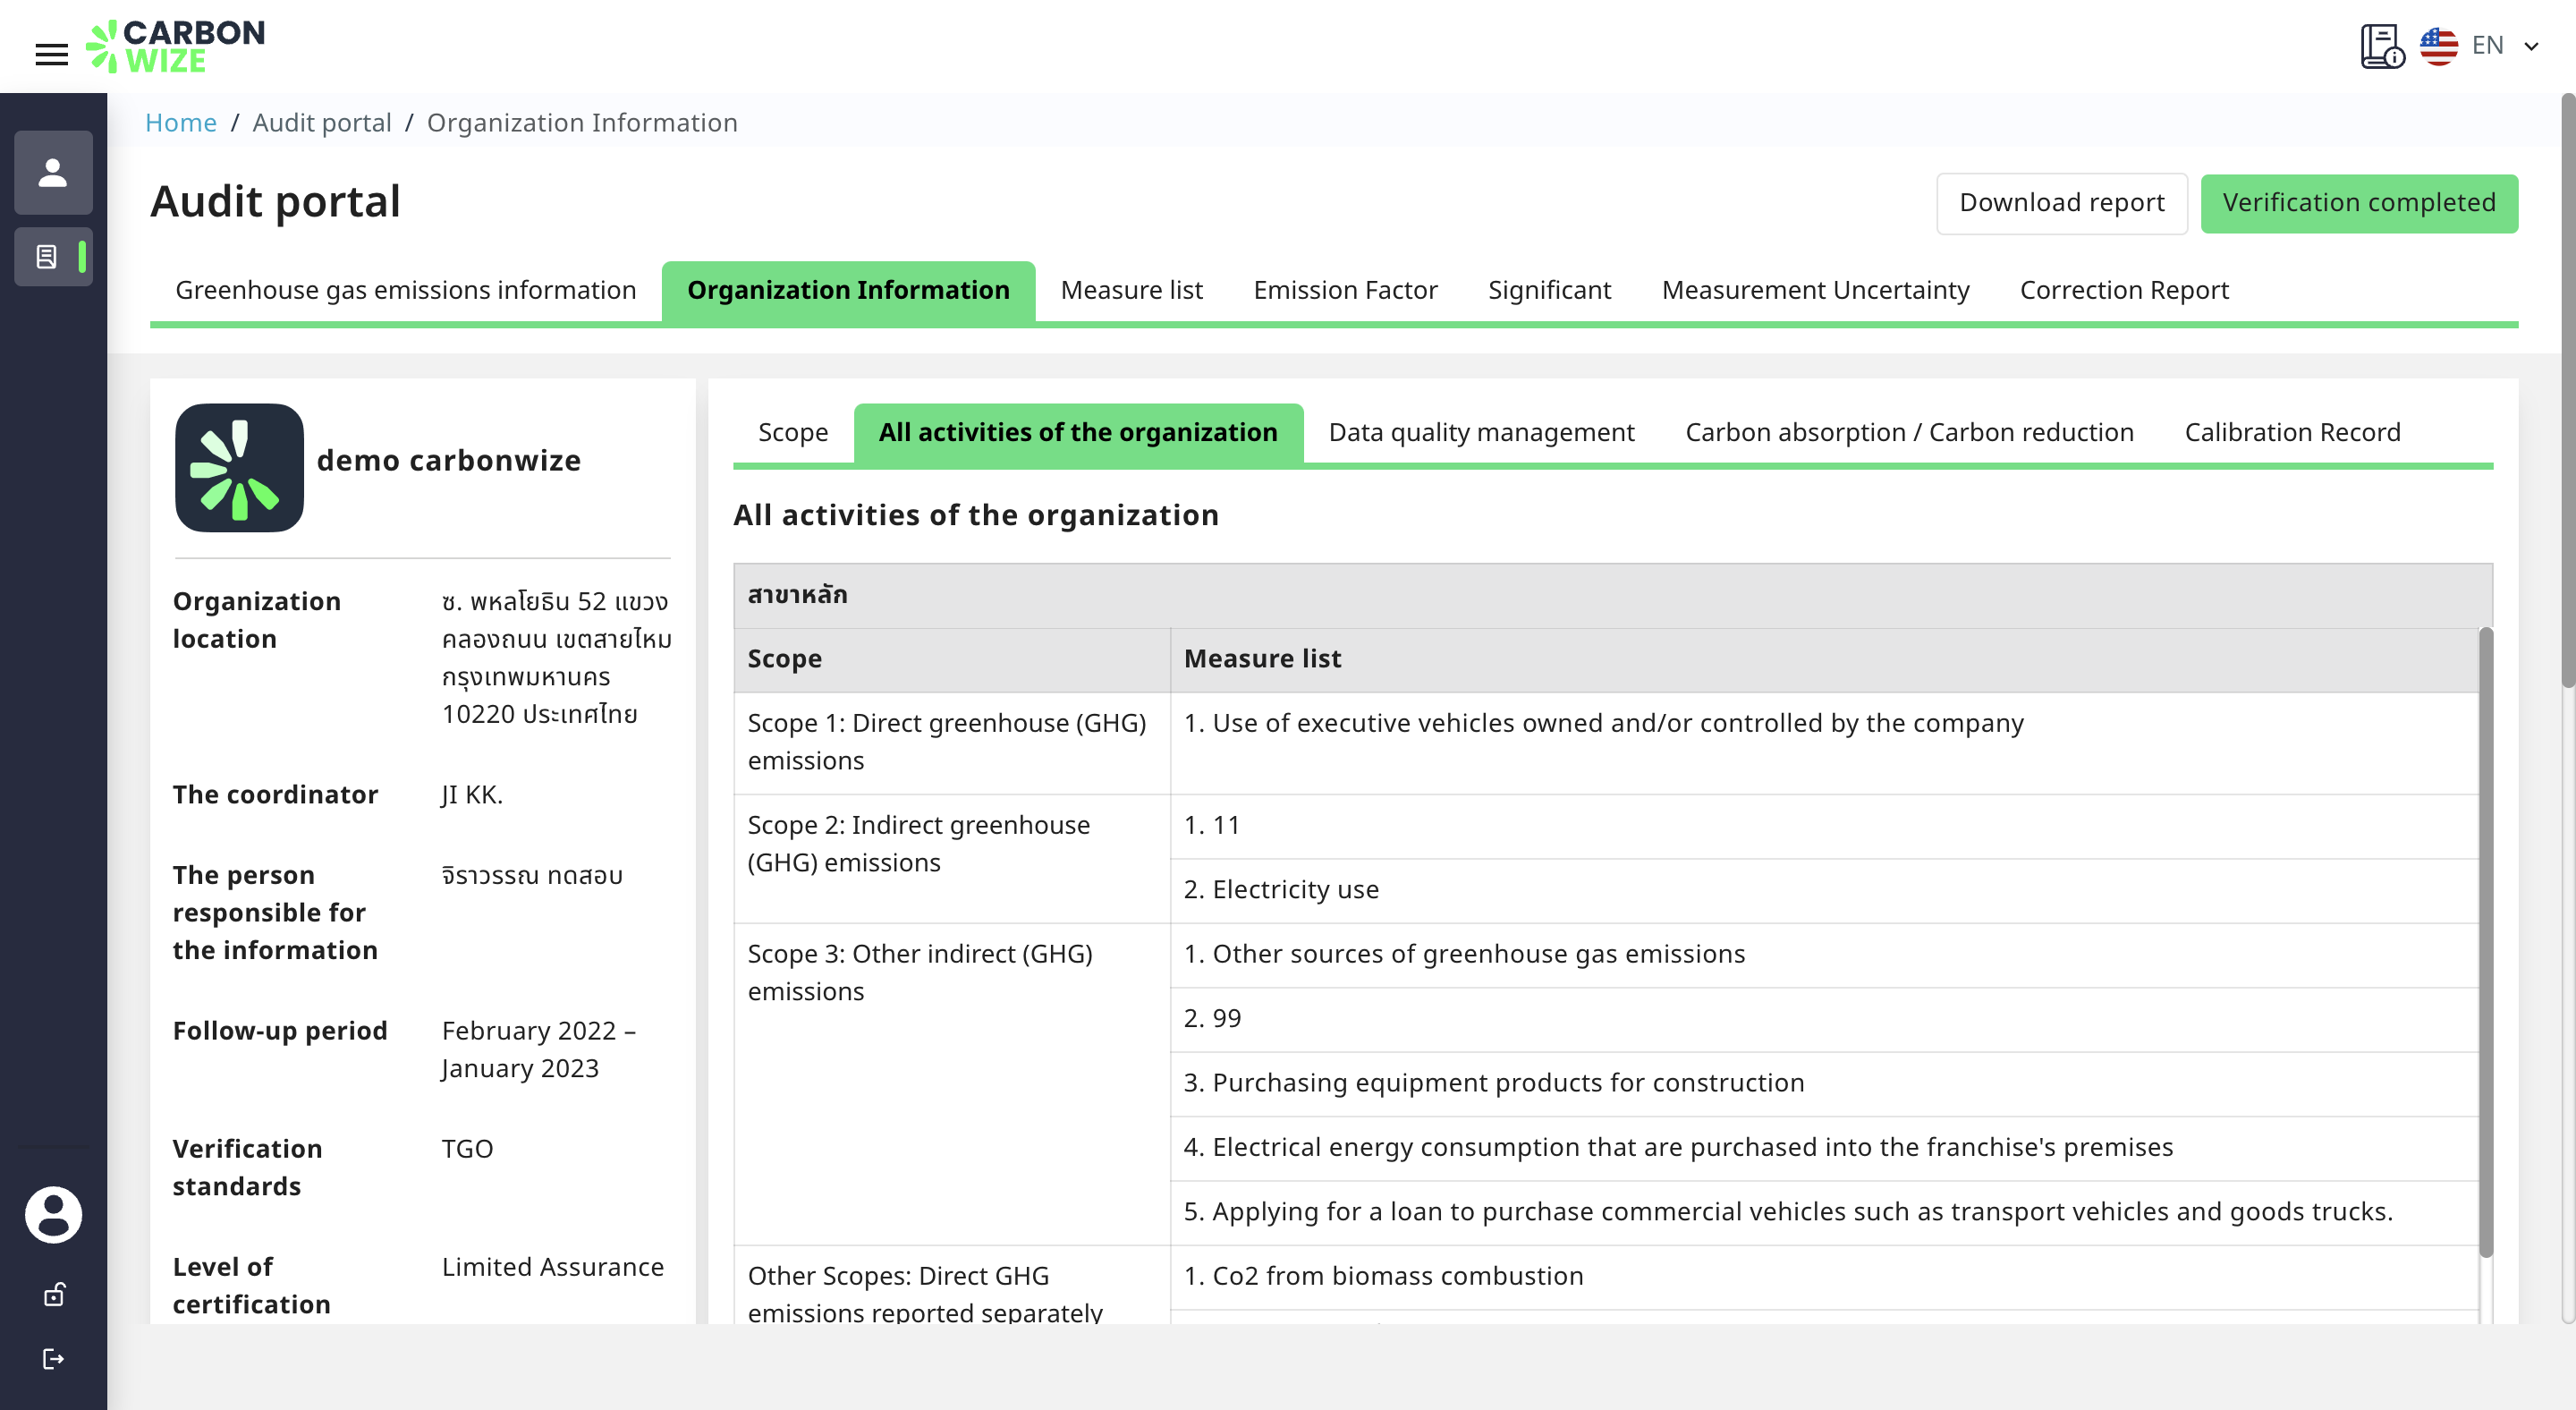 CARBON
WIZE
EN
Home / Audit portal / Organization Information
Audit portal
Download report
Verification completed
Greenhouse gas emissions information
Organization Information
Measure list
Emission Factor
Significant
Measurement Uncertainty
Correction Report
demo carbonwize
Organization
location
ซ. พหลโยธิน 52 แขวง
คลองถนน เขตสายไหม
กรุงเทพมหานคร
10220 ประเทศไทย
The coordinator
JI KK.
The person
responsible for
the information
จิราวรรณ ทดสอบ
Follow-up period
February 2022 –
January 2023
Verification
standards
TGO
Level of
certification
Limited Assurance
Scope
All activities of the organization
Data quality management
Carbon absorption / Carbon reduction
Calibration Record
All activities of the organization
สาขาหลัก
Scope
Measure list
Scope 1: Direct greenhouse (GHG)
emissions
1. Use of executive vehicles owned and/or controlled by the company
Scope 2: Indirect greenhouse
(GHG) emissions
1. 11
2. Electricity use
Scope 3: Other indirect (GHG)
emissions
1. Other sources of greenhouse gas emissions
2. 99
3. Purchasing equipment products for construction
4. Electrical energy consumption that are purchased into the franchise's premises
5. Applying for a loan to purchase commercial vehicles such as transport vehicles and goods trucks.
Other Scopes: Direct GHG
emissions reported separately
1. Co2 from biomass combustion